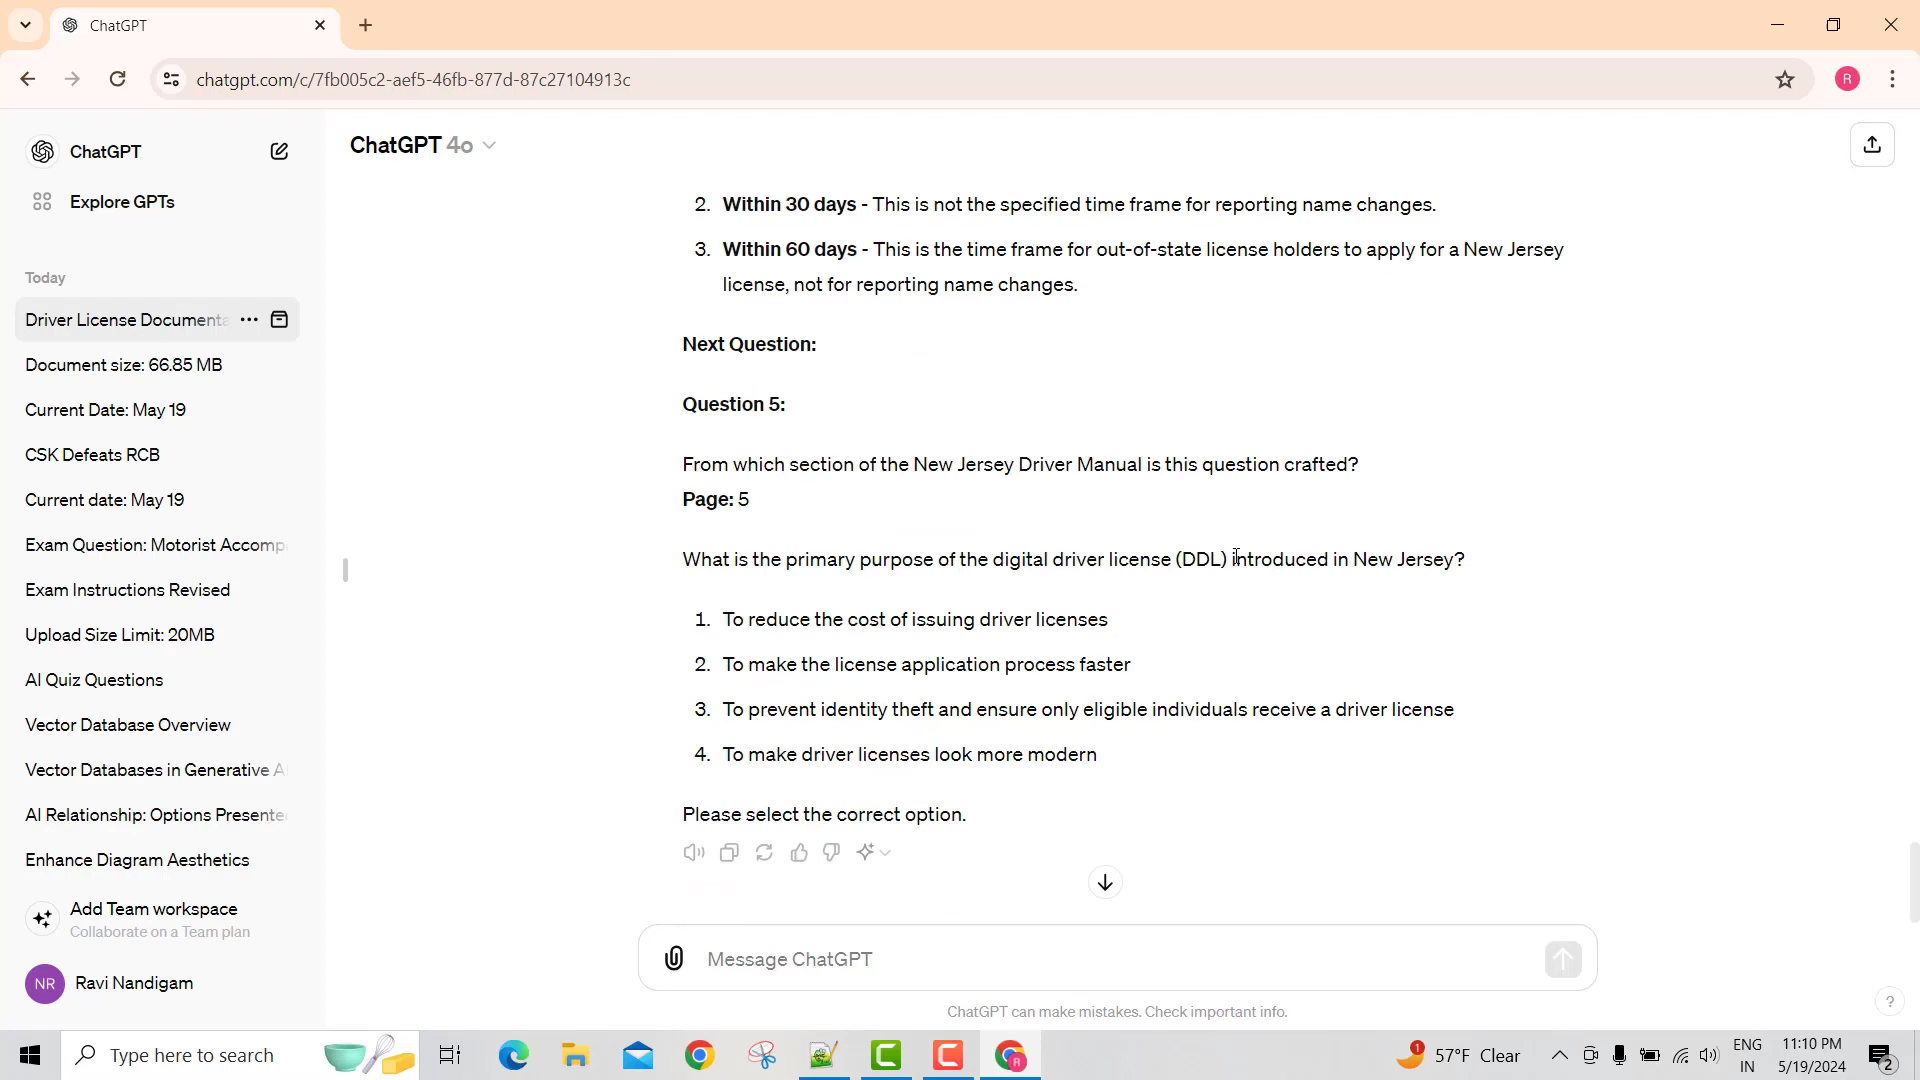 ChatGPT
chatgpt.com/c/7fb005c2-aef5-46fb-877d-87c27104913c
R
ChatGPT
Explore GPTs
Today
Driver License Documenta
Document size: 66.85 MB
Current Date: May 19
CSK Defeats RCB
Current date: May 19
Exam Question: Motorist Accomp
Exam Instructions Revised
Upload Size Limit: 20MB
AI Quiz Questions
Vector Database Overview
Vector Databases in Generative A
AI Relationship: Options Presente
Enhance Diagram Aesthetics
Add Team workspace
Collaborate on a Team plan
NR Ravi Nandigam
ChatGPT 4o
2. Within 30 days - This is not the specified time frame for reporting name changes.
3. Within 60 days - This is the time frame for out-of-state license holders to apply for a New Jersey
license, not for reporting name changes.
Next Question:
Question 5:
From which section of the New Jersey Driver Manual is this question crafted?
Page: 5
What is the primary purpose of the digital driver license (DDL) introduced in New Jersey?
1. To reduce the cost of issuing driver licenses
2. To make the license application process faster
3. To prevent identity theft and ensure only eligible individuals receive a driver license
4. To make driver licenses look more modern
Please select the correct option.
Message ChatGPT
ChatGPT can make mistakes. Check important info.
?
Type here to search
1
57°F Clear
ENG
IN
11:10 PM
5/19/2024
2